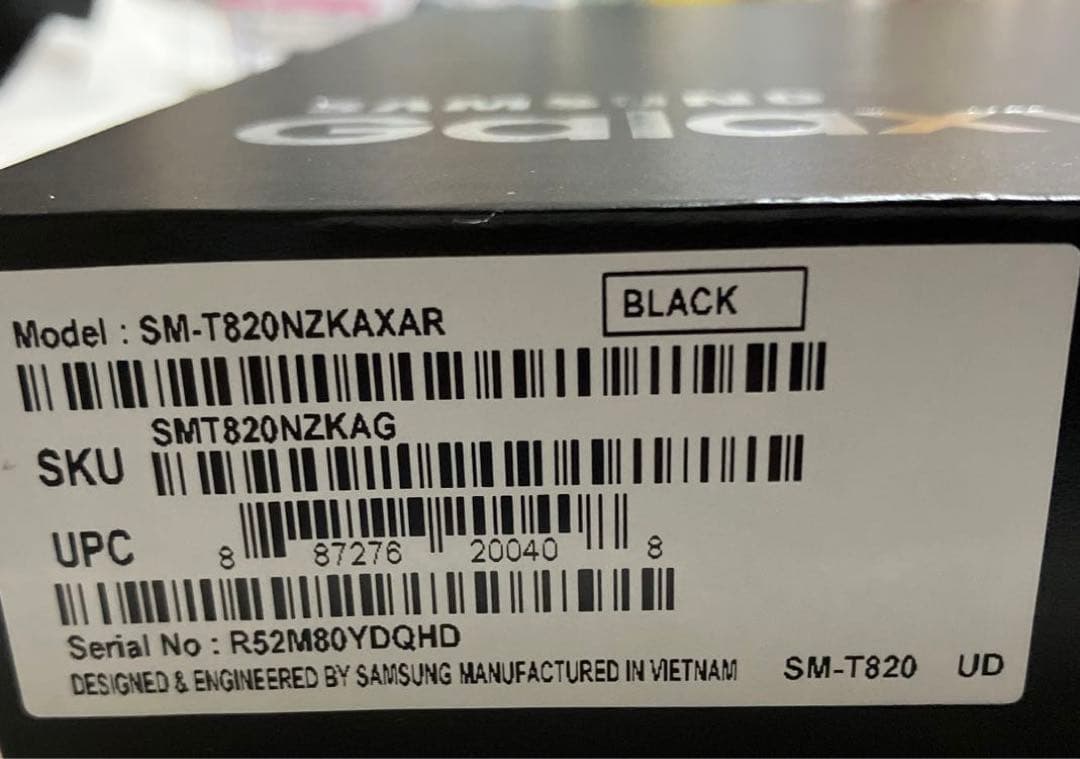 SAMSUNG
Galaxy
Model : SM-T820NZKAXAR
BLACK
SMT820NZKAG
SKU
UPC
8 87276 20040 8
Serial No : R52M80YDQHD
DESIGNED & ENGINEERED BY SAMSUNG MANUFACTURED IN VIETNAM
SM-T820 UD